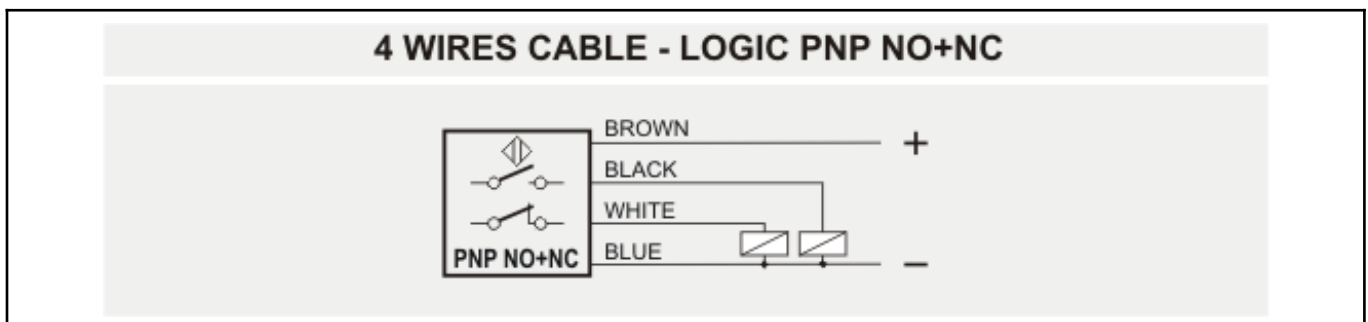 4 WIRES CABLE - LOGIC PNP NO+NC
BROWN
+
BLACK
WHITE
BLUE
−
PNP NO+NC